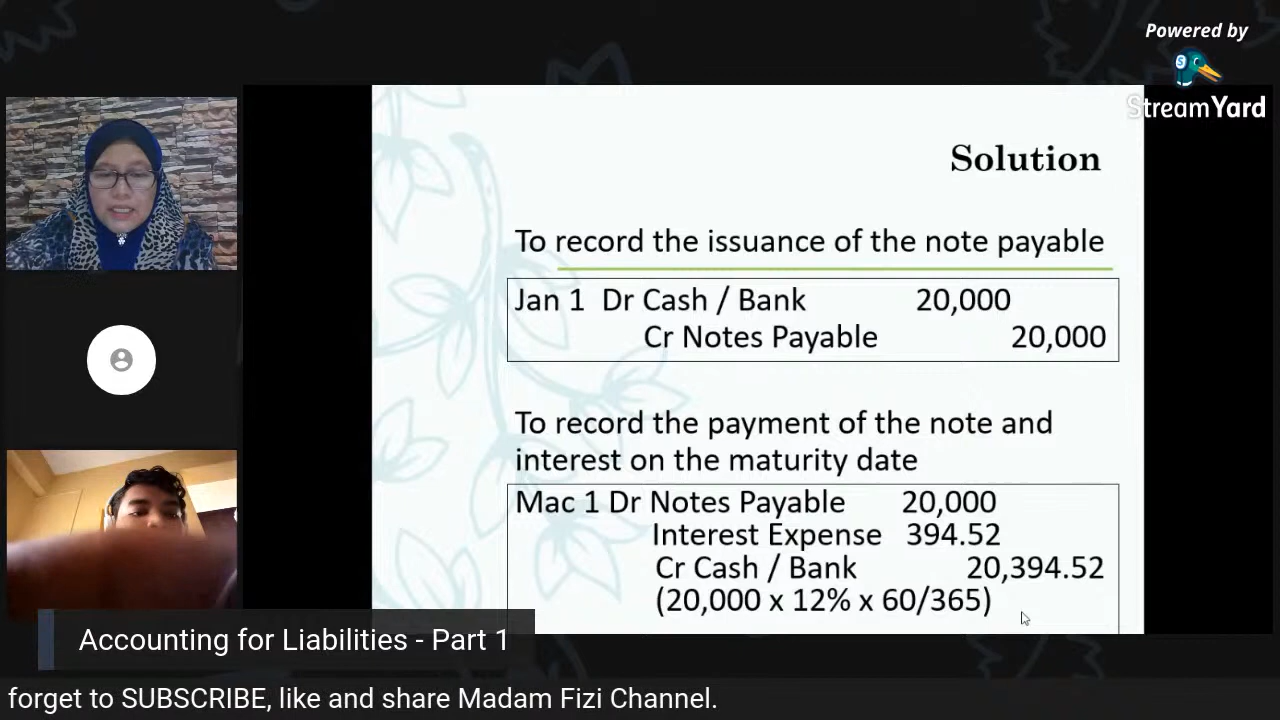 Powered by
StreamYard
Solution
To record the issuance of the note payable
Jan 1 Dr Cash / Bank 20,000
Cr Notes Payable 20,000
To record the payment of the note and
interest on the maturity date
Mac 1 Dr Notes Payable 20,000
Interest Expense 394.52
Cr Cash / Bank 20,394.52
(20,000 x 12% x 60/365)
Accounting for Liabilities - Part 1
forget to SUBSCRIBE, like and share Madam Fizi Channel.